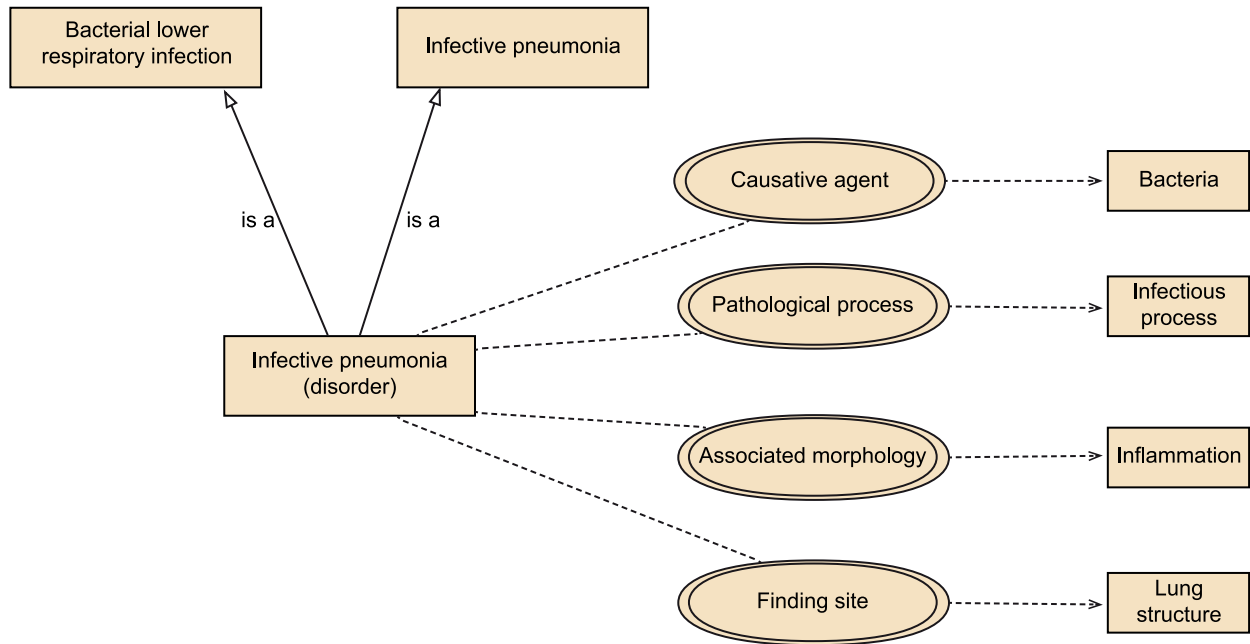 Bacterial lower
respiratory infection
Infective pneumonia
is a
is a
Causative agent
Bacteria
Pathological process
Infectious
process
Infective pneumonia
(disorder)
Associated morphology
Inflammation
Finding site
Lung
structure